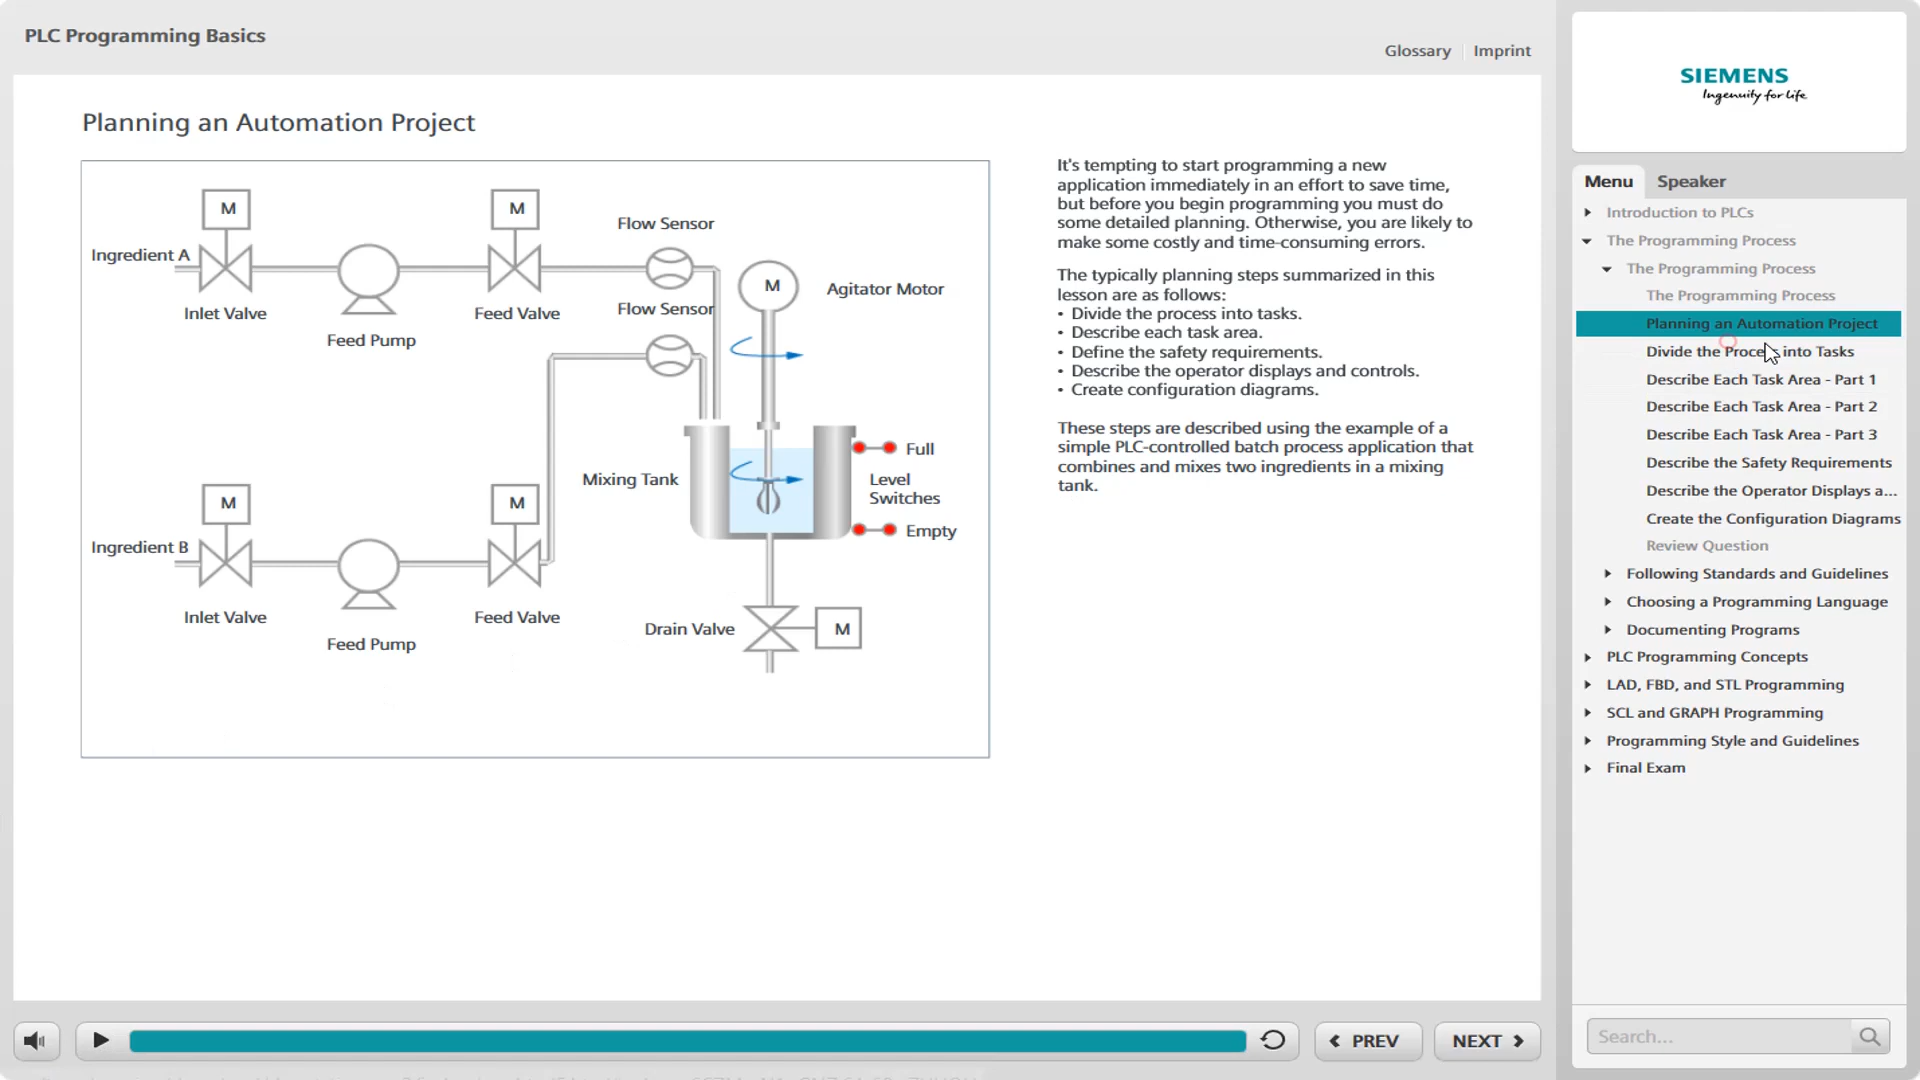 PLC Programming Basics
Glossary
Imprint
SIEMENS
Ingenuity for life
Planning an Automation Project
M
M
Flow Sensor
Ingredient A
M
Agitator Motor
Inlet Valve
Feed Valve
Flow Sensor
Feed Pump
Full
Mixing Tank
Level
Switches
Empty
M
M
Ingredient B
Inlet Valve
Feed Valve
Drain Valve
M
Feed Pump
It's tempting to start programming a new
application immediately in an effort to save time,
but before you begin programming you must do
some detailed planning. Otherwise, you are likely to
make some costly and time-consuming errors.
The typically planning steps summarized in this
lesson are as follows:
• Divide the process into tasks.
• Describe each task area.
• Define the safety requirements.
• Describe the operator displays and controls.
• Create configuration diagrams.
These steps are described using the example of a
simple PLC-controlled batch process application that
combines and mixes two ingredients in a mixing
tank.
Menu
Speaker
Introduction to PLCs
The Programming Process
The Programming Process
The Programming Process
Planning an Automation Project
Divide the Process into Tasks
Describe Each Task Area - Part 1
Describe Each Task Area - Part 2
Describe Each Task Area - Part 3
Describe the Safety Requirements
Describe the Operator Displays a...
Create the Configuration Diagrams
Review Question
Following Standards and Guidelines
Choosing a Programming Language
Documenting Programs
PLC Programming Concepts
LAD, FBD, and STL Programming
SCL and GRAPH Programming
Programming Style and Guidelines
Final Exam
PREV
NEXT
Search...